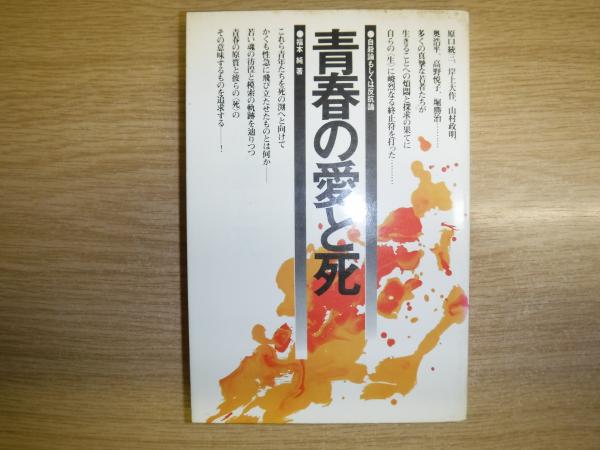 原口統三、岸上大作、山村政明、
奥浩平、高野悦子、堀勝治………
多くの真摯な若者たちが
生きることへの煩悶と探求の果てに
自らの〈生〉に峻烈なる終止符を打った………
●自殺論もしくは反抗論
青春の愛と死
●福本 純 著
これら青年たちを死の淵へと向けて
かくも性急に飛び立たせたものとは何か——
若い魂の彷徨と模索の軌跡を辿りつつ
青春の原質と彼らの〈死〉の
その意味するものを追求する——！